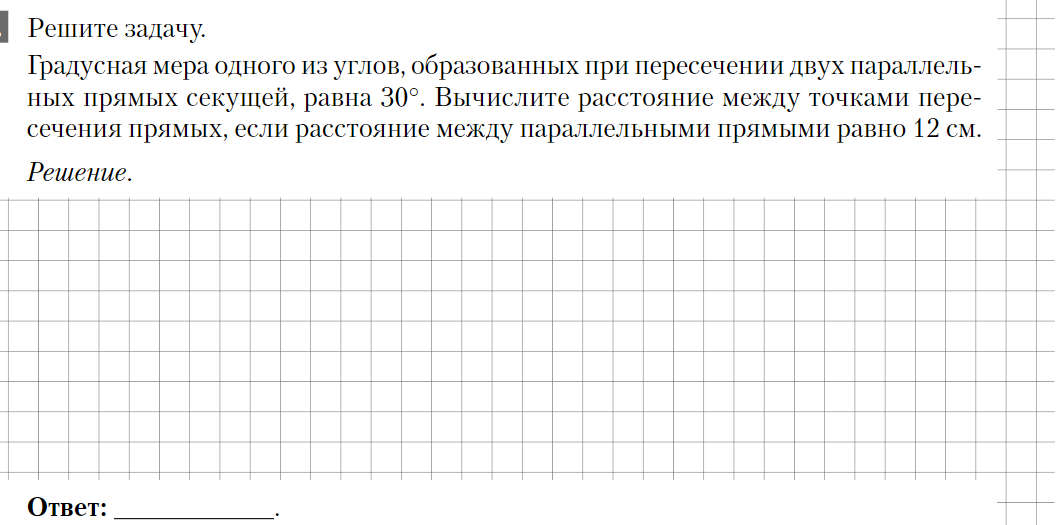 Решите задачу.
Градусная мера одного из углов, образованных при пересечении двух параллель-
ных прямых секущей, равна 30°. Вычислите расстояние между точками пере-
сечения прямых, если расстояние между параллельными прямыми равно 12 см.
Решение.
Ответ: ____________.